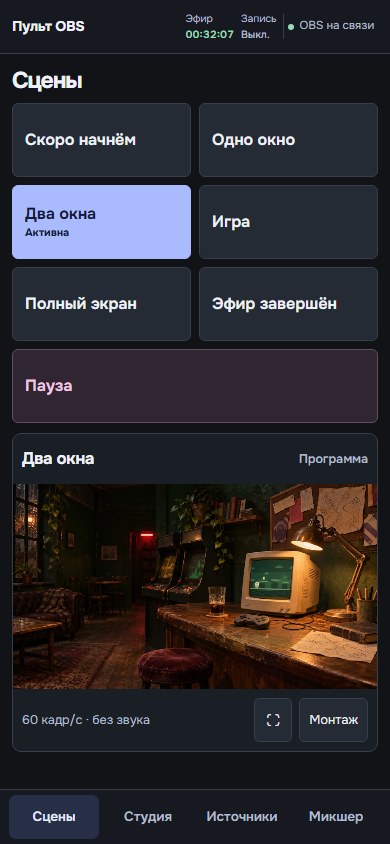 Пульт OBS
Эфир
00:32:07
Запись
Выкл.
OBS на связи
Сцены
Скоро начнём
Одно окно
Два окна
Активна
Игра
Полный экран
Эфир завершён
Пауза
Два окна
Программа
60 кадр/с · без звука
Монтаж
Сцены
Студия
Источники
Микшер